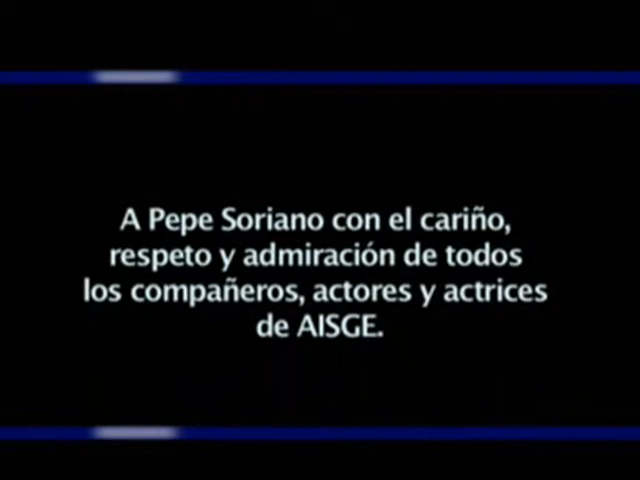 A Pepe Soriano con el cariño,
respeto y admiración de todos
los compañeros, actores y actrices
de AISGE.